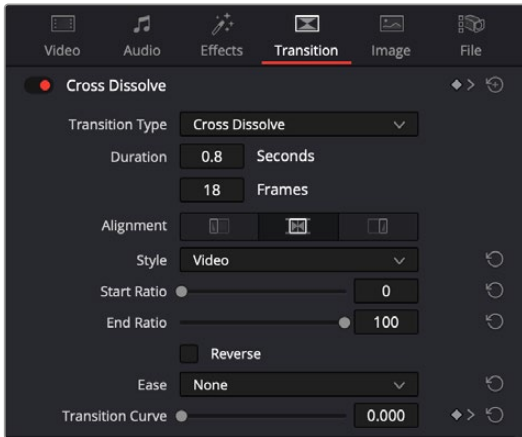 Video Audio Effects Transition Image File
Cross Dissolve
Transition Type Cross Dissolve
Duration 0.8 Seconds
18 Frames
Alignment
Style Video
Start Ratio 0
End Ratio 100
Reverse
Ease None
Transition Curve 0.000